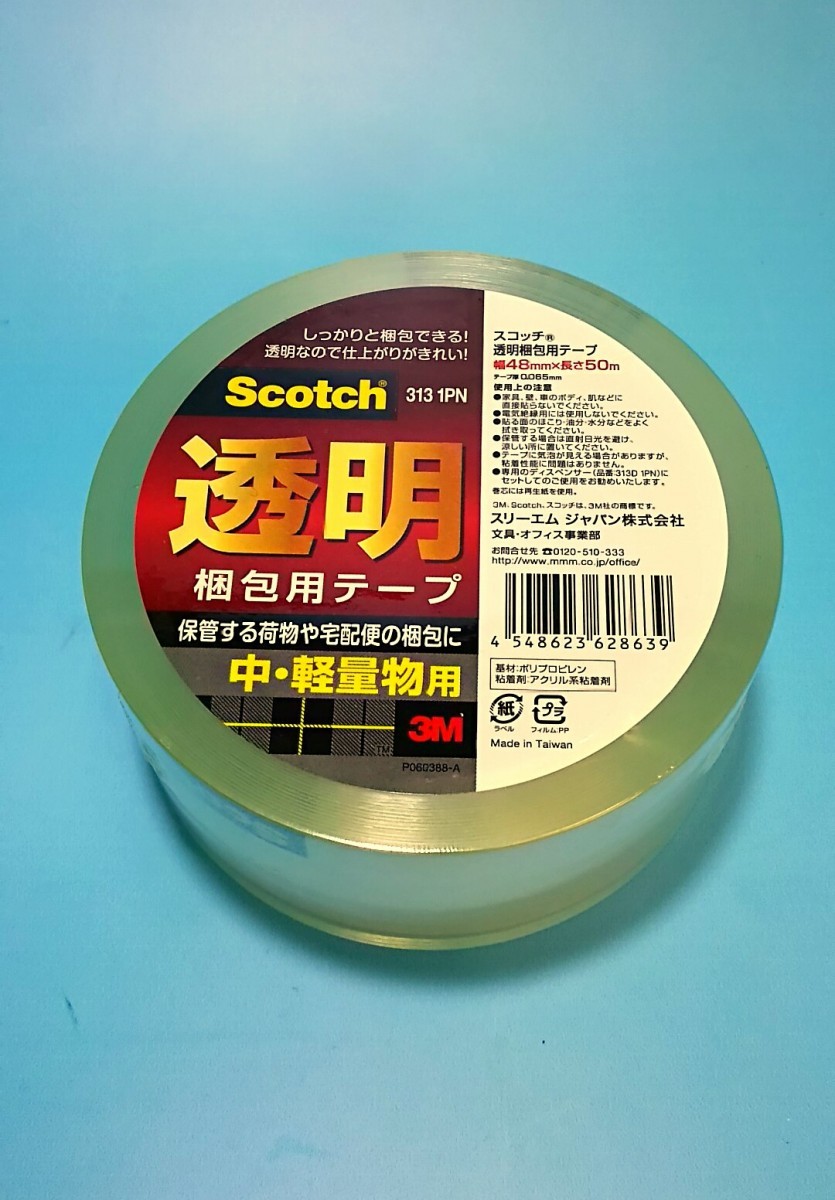 しっかりと梱包できる!
透明なので仕上がりがきれい!
Scotch® 313 1PN
透明
梱包用テープ
保管する荷物や宅配便の梱包に
中・軽量物用
3M
TM
P060388-A
スコッチ®
透明梱包用テープ
幅48mm×長さ50m
テープ厚 0.065mm
使用上の注意
●家具、壁、車のボディ、肌などに
直接貼らないでください。
●電気絶縁用には使用しないでください。
●貼る面のほこり・油分・水分などをよく
拭き取ってください。
●保管する場合は直射日光を避け、
涼しい所に置いてください。
●テープに気泡が見える場合がありますが、
粘着性能に問題はありません。
●専用のディスペンサー(品番:313D 1PN)に
セットしてのご使用をお勧めいたします。
巻芯には再生紙を使用。
3M、Scotch、スコッチは、3M社の商標です。
スリーエム ジャパン株式会社
文具・オフィス事業部
お問合せ先 ☎0120-510-333
http://www.mmm.co.jp/office/
4 548623 628639
基材:ポリプロピレン
粘着剤:アクリル系粘着剤
紙 プラ
ラベル フィルム:PP
Made in Taiwan